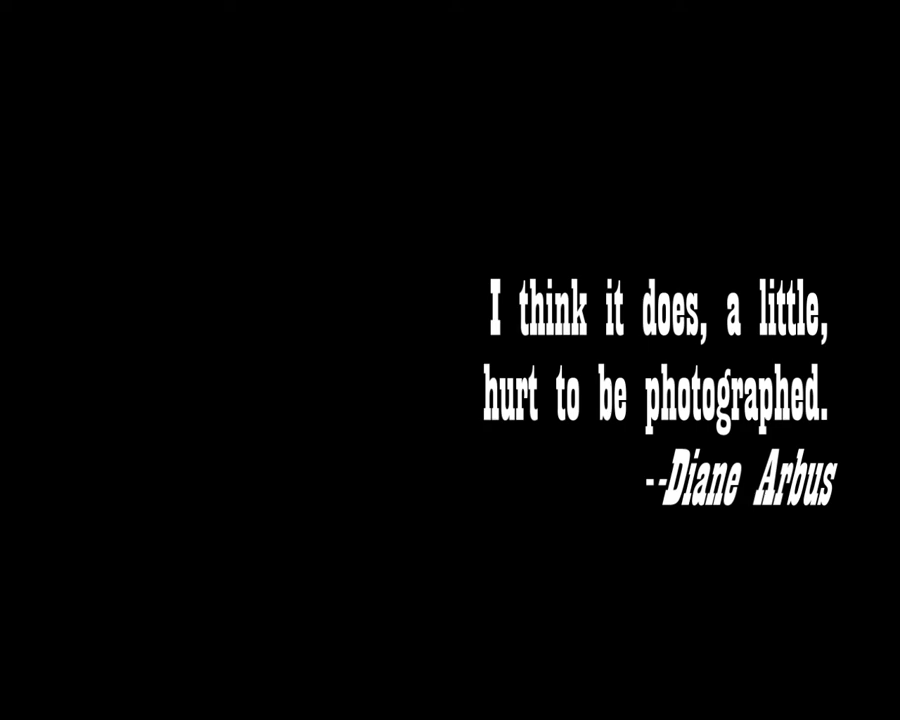 I think it does, a little,
hurt to be photographed.
--Diane Arbus